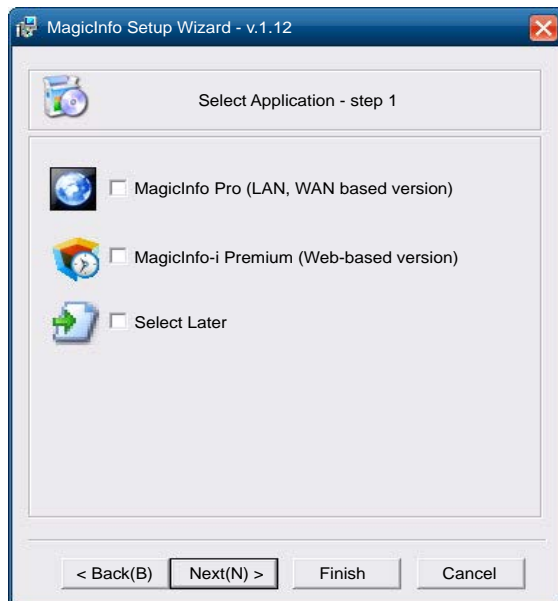 MagicInfo Setup Wizard - v.1.12
Select Application - step 1
MagicInfo Pro (LAN, WAN based version)
MagicInfo-i Premium (Web-based version)
Select Later
< Back(B) Next(N) > Finish Cancel